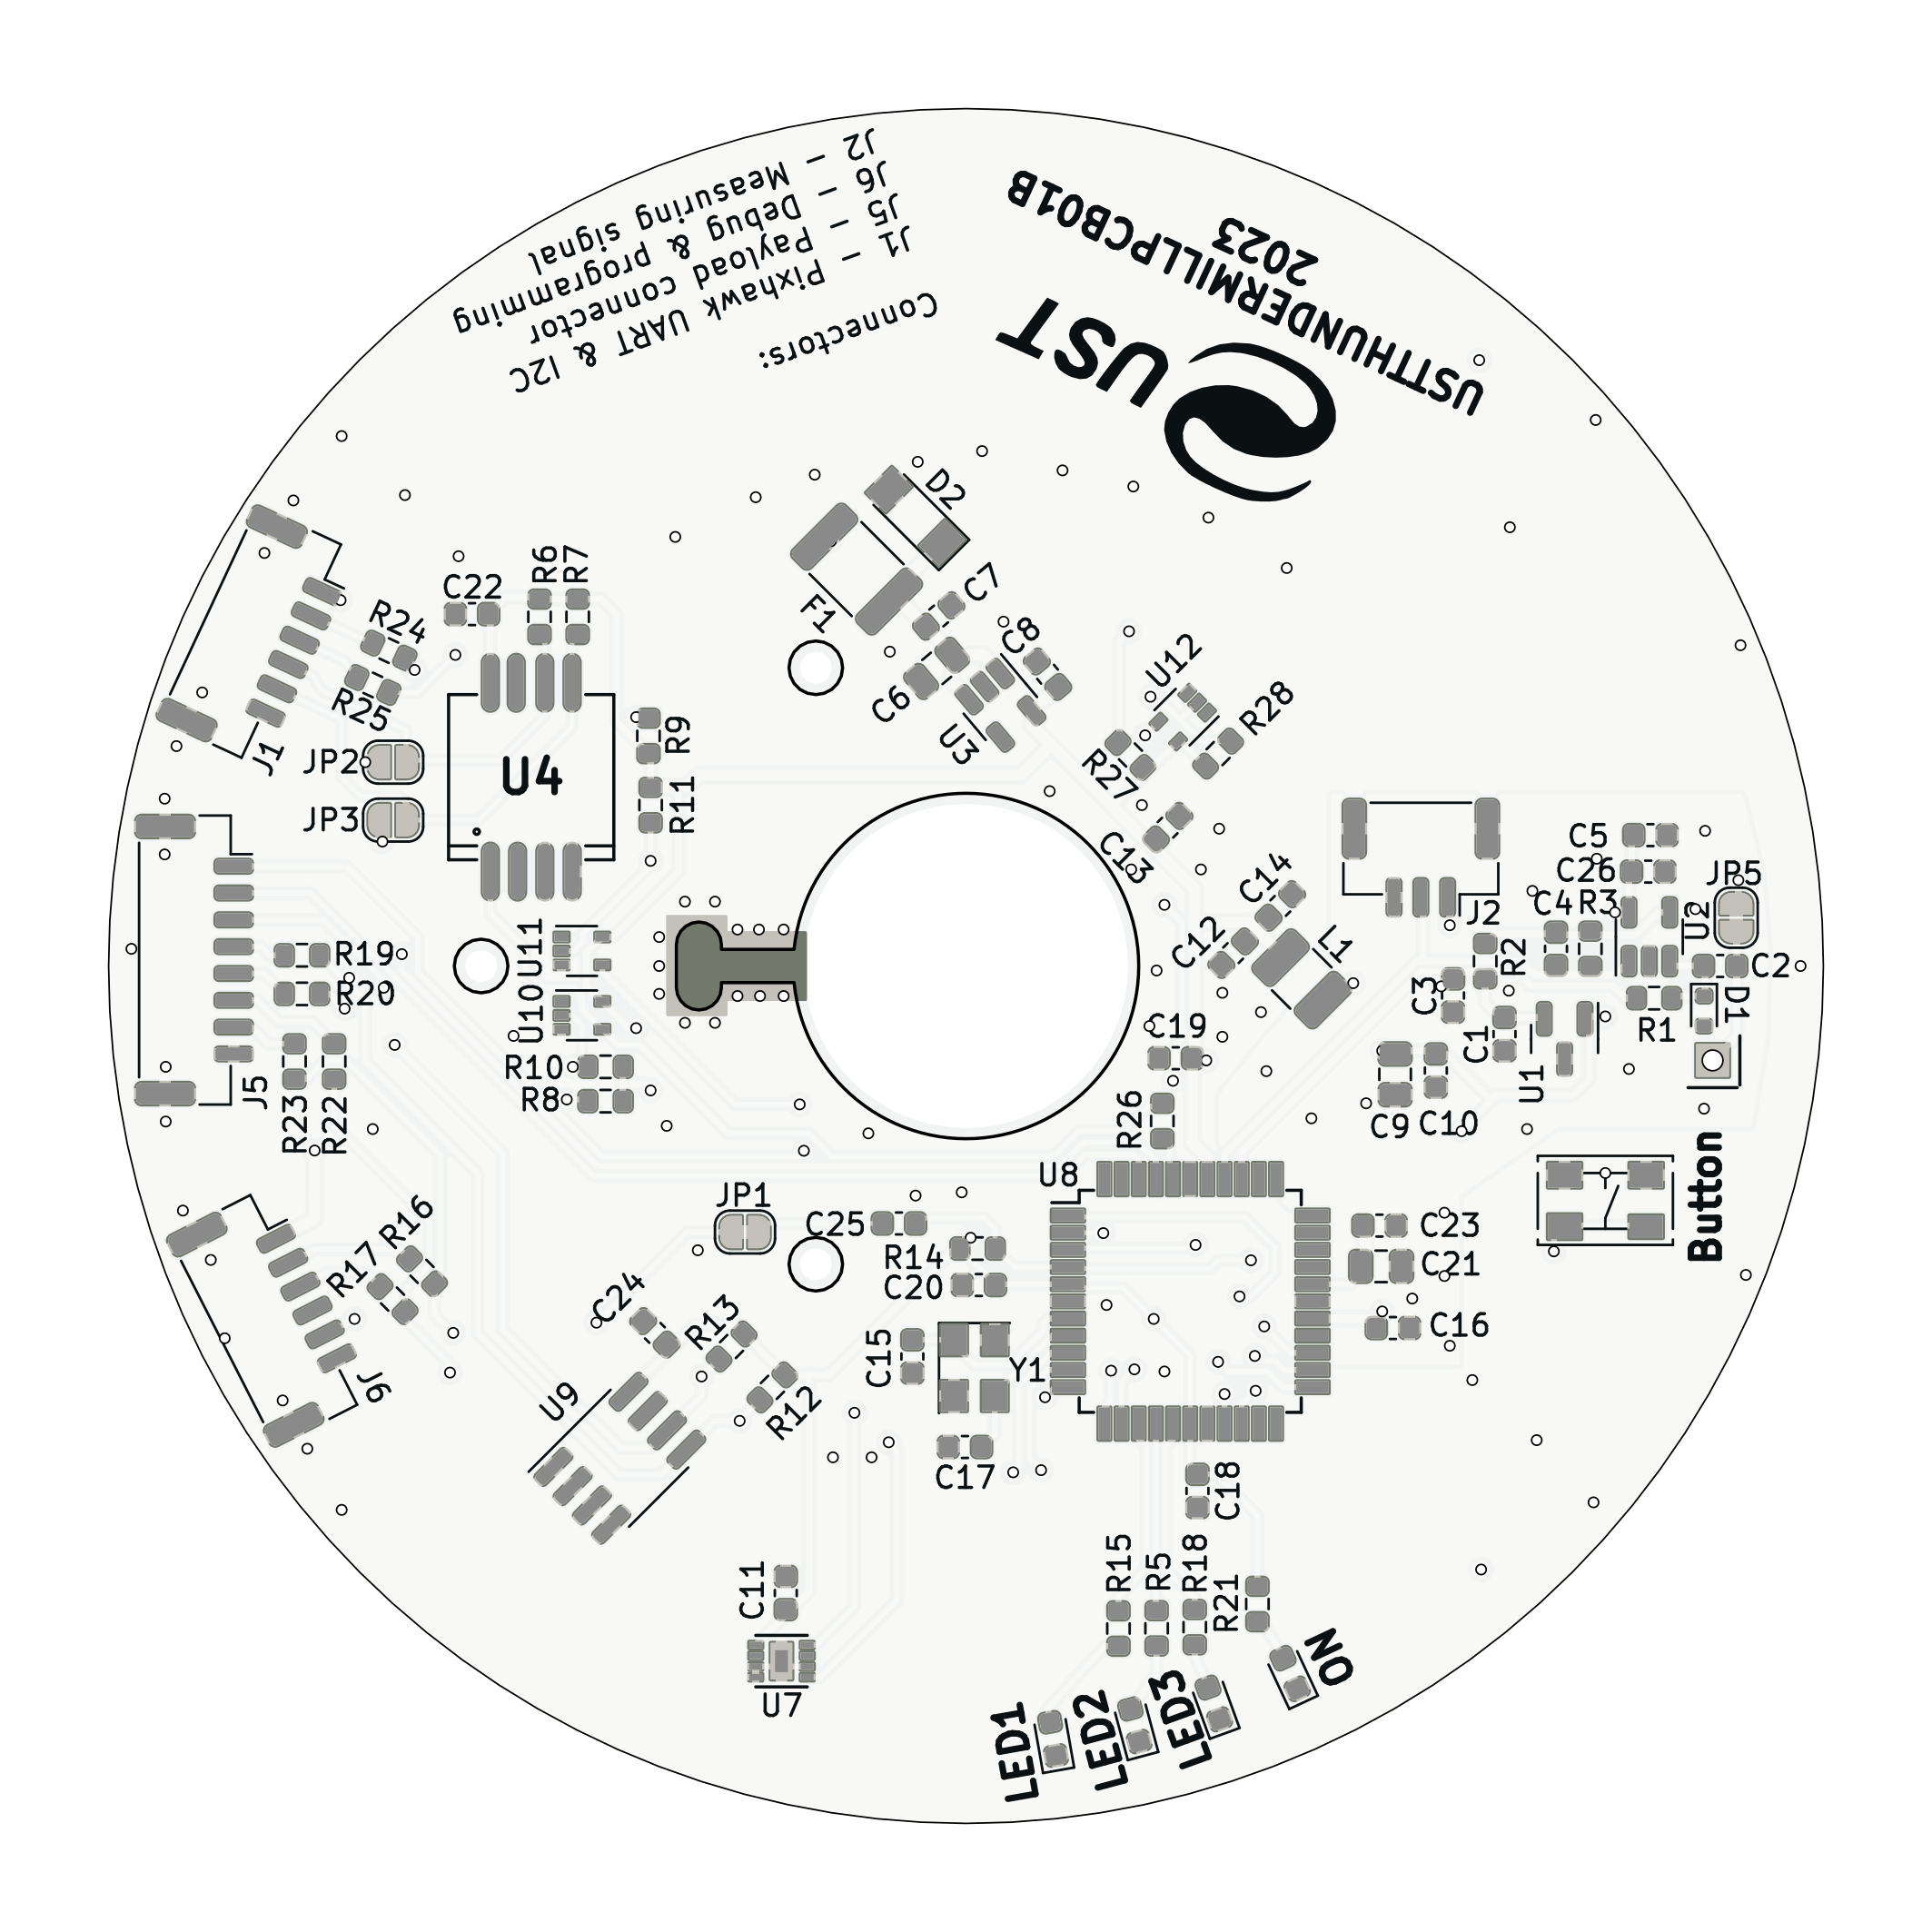 USTTHUNDERMILLPCB01B
2023
UST
Connectors:
J1 – Pixhawk UART & I2C
J5 – Payload connector
J6 – Debug & programming
J2 – Measuring signal
D2
F1
C7
C8
C6
U3
U12
R28
R27
C13
C22
R6
R7
R24
R25
J1
JP2
JP3
U4
R9
R11
C14
C12
L1
J2
C5
C26
JP5
C4
R3
U2
R2
C2
C3
D1
R1
C1
U1
C9
C10
U11
U10
R19
R20
J5
R23
R22
R10
R8
C19
R26
U8
Button
JP1
C25
R14
C20
C23
C21
C16
R16
R17
J6
C24
R13
R12
U9
C15
Y1
C17
C18
C11
U7
R15
R5
R18
R21
LED1
LED2
LED3
ON